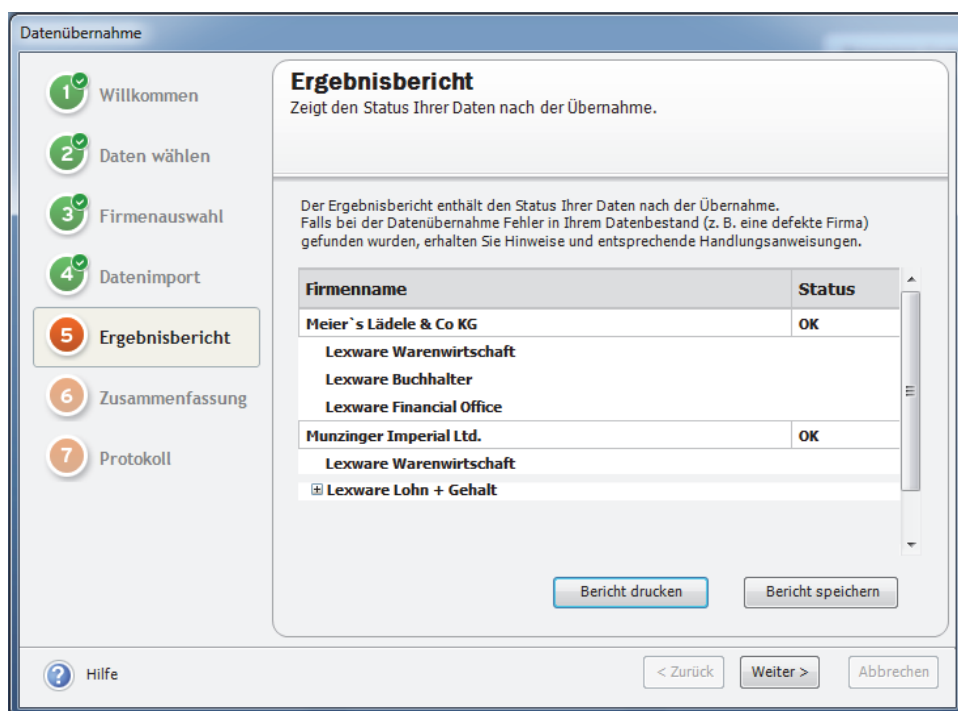 Datenübernahme
1 Willkommen
2 Daten wählen
3 Firmenauswahl
4 Datenimport
5 Ergebnisbericht
6 Zusammenfassung
7 Protokoll
Ergebnisbericht
Zeigt den Status Ihrer Daten nach der Übernahme.
Der Ergebnisbericht enthält den Status Ihrer Daten nach der Übernahme.
Falls bei der Datenübernahme Fehler in Ihrem Datenbestand (z. B. eine defekte Firma)
gefunden wurden, erhalten Sie Hinweise und entsprechende Handlungsanweisungen.
Firmenname Status
Meier`s Lädele & Co KG OK
Lexware Warenwirtschaft
Lexware Buchhalter
Lexware Financial Office
Munzinger Imperial Ltd. OK
Lexware Warenwirtschaft
Lexware Lohn + Gehalt
Bericht drucken Bericht speichern
? Hilfe < Zurück Weiter > Abbrechen